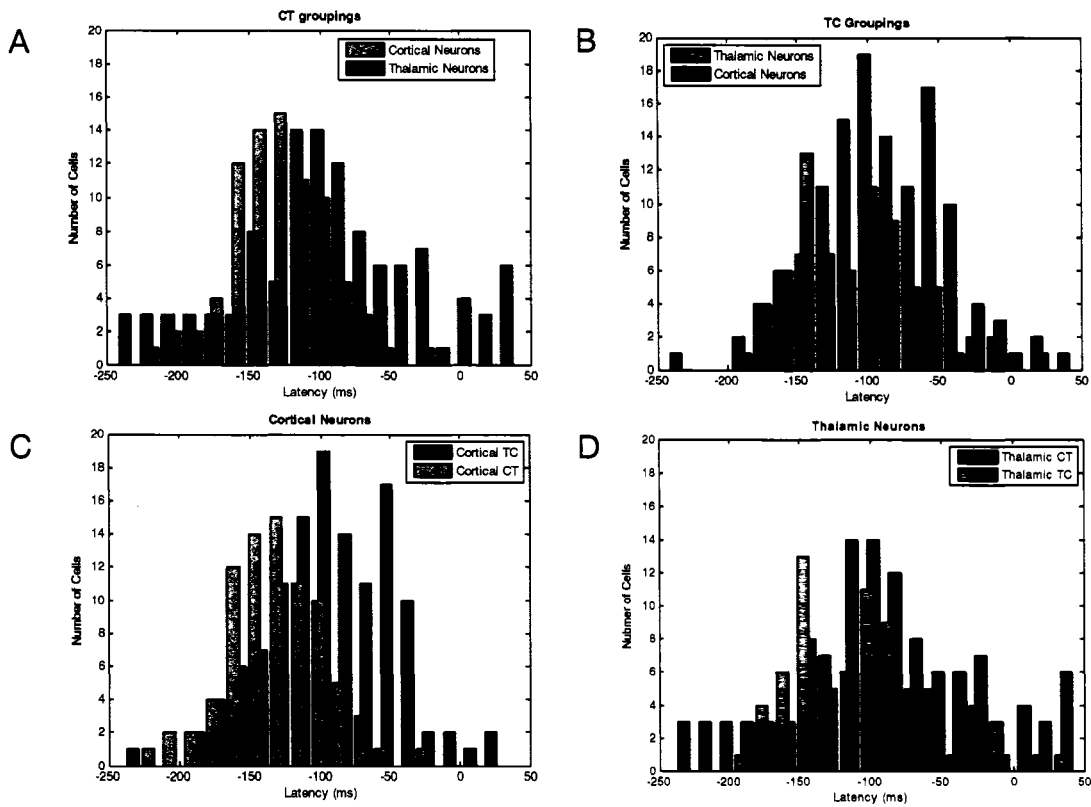 A
CT groupings
Cortical Neurons
Thalamic Neurons
Number of Cells
20
18
16
14
12
10
8
6
4
2
0
-250 -200 -150 -100 -50 0 50
Latency (ms)
B
TC Groupings
Thalamic Neurons
Cortical Neurons
Number of Cells
20
18
16
14
12
10
8
6
4
2
0
-250 -200 -150 -100 -50 0 50
Latency
C
Cortical Neurons
Cortical TC
Cortical CT
Number of Cells
20
18
16
14
12
10
8
6
4
2
0
-250 -200 -150 -100 -50 0 50
Latency (ms)
D
Thalamic Neurons
Thalamic CT
Thalamic TC
Nubmer of Cells
20
18
16
14
12
10
8
6
4
2
0
-250 -200 -150 -100 -50 0 50
Latency (ms)